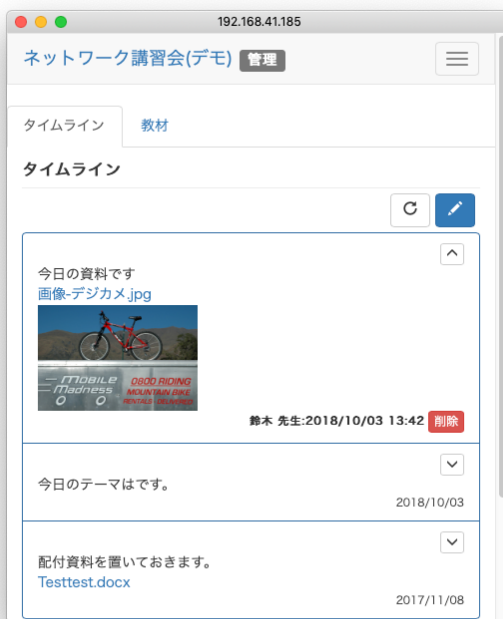 192.168.41.185
ネットワーク講習会(デモ) 管理
タイムライン 教材
タイムライン
今日の資料です
画像-デジカメ.jpg
MOBILE
Madness
0800 RIDING
MOUNTAIN BIKE
RENTALS - DELIVERED
鈴木 先生:2018/10/03 13:42 削除
今日のテーマはです。
2018/10/03
配付資料を置いておきます。
Testtest.docx
2017/11/08